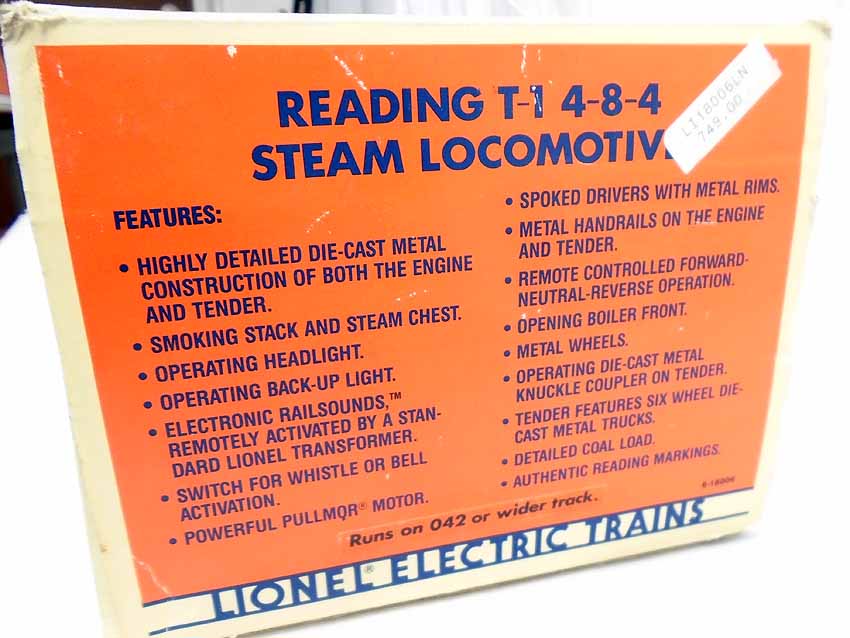 READING T-1 4-8-4
STEAM LOCOMOTIV
LI18006LN
749.00
FEATURES:
• HIGHLY DETAILED DIE-CAST METAL
CONSTRUCTION OF BOTH THE ENGINE
AND TENDER.
• SMOKING STACK AND STEAM CHEST.
• OPERATING HEADLIGHT.
• OPERATING BACK-UP LIGHT.
• ELECTRONIC RAILSOUNDS,™
REMOTELY ACTIVATED BY A STAN-
DARD LIONEL TRANSFORMER.
• SWITCH FOR WHISTLE OR BELL
ACTIVATION.
• POWERFUL PULLMOR® MOTOR.
• SPOKED DRIVERS WITH METAL RIMS.
• METAL HANDRAILS ON THE ENGINE
AND TENDER.
• REMOTE CONTROLLED FORWARD-
NEUTRAL-REVERSE OPERATION.
• OPENING BOILER FRONT.
• METAL WHEELS.
• OPERATING DIE-CAST METAL
KNUCKLE COUPLER ON TENDER.
• TENDER FEATURES SIX WHEEL DIE-
CAST METAL TRUCKS.
• DETAILED COAL LOAD.
• AUTHENTIC READING MARKINGS.
6-18006
Runs on 042 or wider track.
LIONEL® ELECTRIC TRAINS